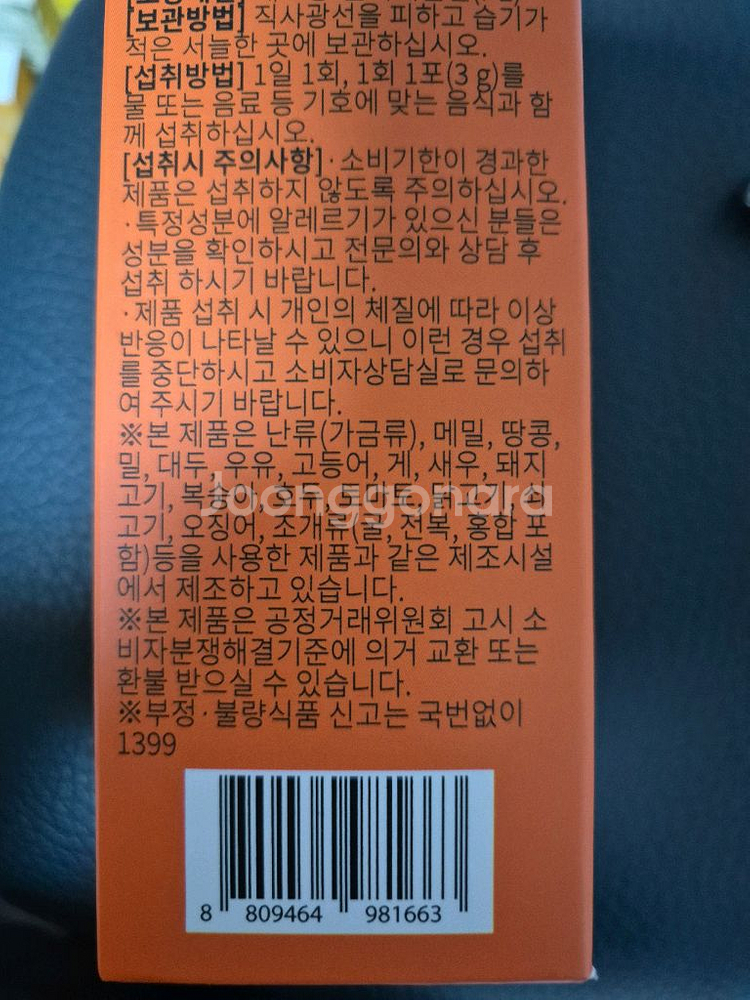 [보관방법] 직사광선을 피하고 습기가
적은 서늘한 곳에 보관하십시오.
[섭취방법] 1일 1회, 1회 1포(3 g)를
물 또는 음료 등 기호에 맞는 음식과 함
께 섭취하십시오.
[섭취시 주의사항]·소비기한이 경과한
제품은 섭취하지 않도록 주의하십시오.
·특정성분에 알레르기가 있으신 분들은
성분을 확인하시고 전문의와 상담 후
섭취 하시기 바랍니다.
·제품 섭취 시 개인의 체질에 따라 이상
반응이 나타날 수 있으니 이런 경우 섭취
를 중단하시고 소비자상담실로 문의하
여 주시기 바랍니다.
※본 제품은 난류(가금류), 메밀, 땅콩,
밀, 대두, 우유, 고등어, 게, 새우, 돼지
고기, 복숭아, 호두, 토마토, 닭고기, 쇠
고기, 오징어, 조개류(굴, 전복, 홍합 포
함)등을 사용한 제품과 같은 제조시설
에서 제조하고 있습니다.
※본 제품은 공정거래위원회 고시 소
비자분쟁해결기준에 의거 교환 또는
환불 받으실 수 있습니다.
※부정·불량식품 신고는 국번없이
1399
8 809464 981663
Joonggonara